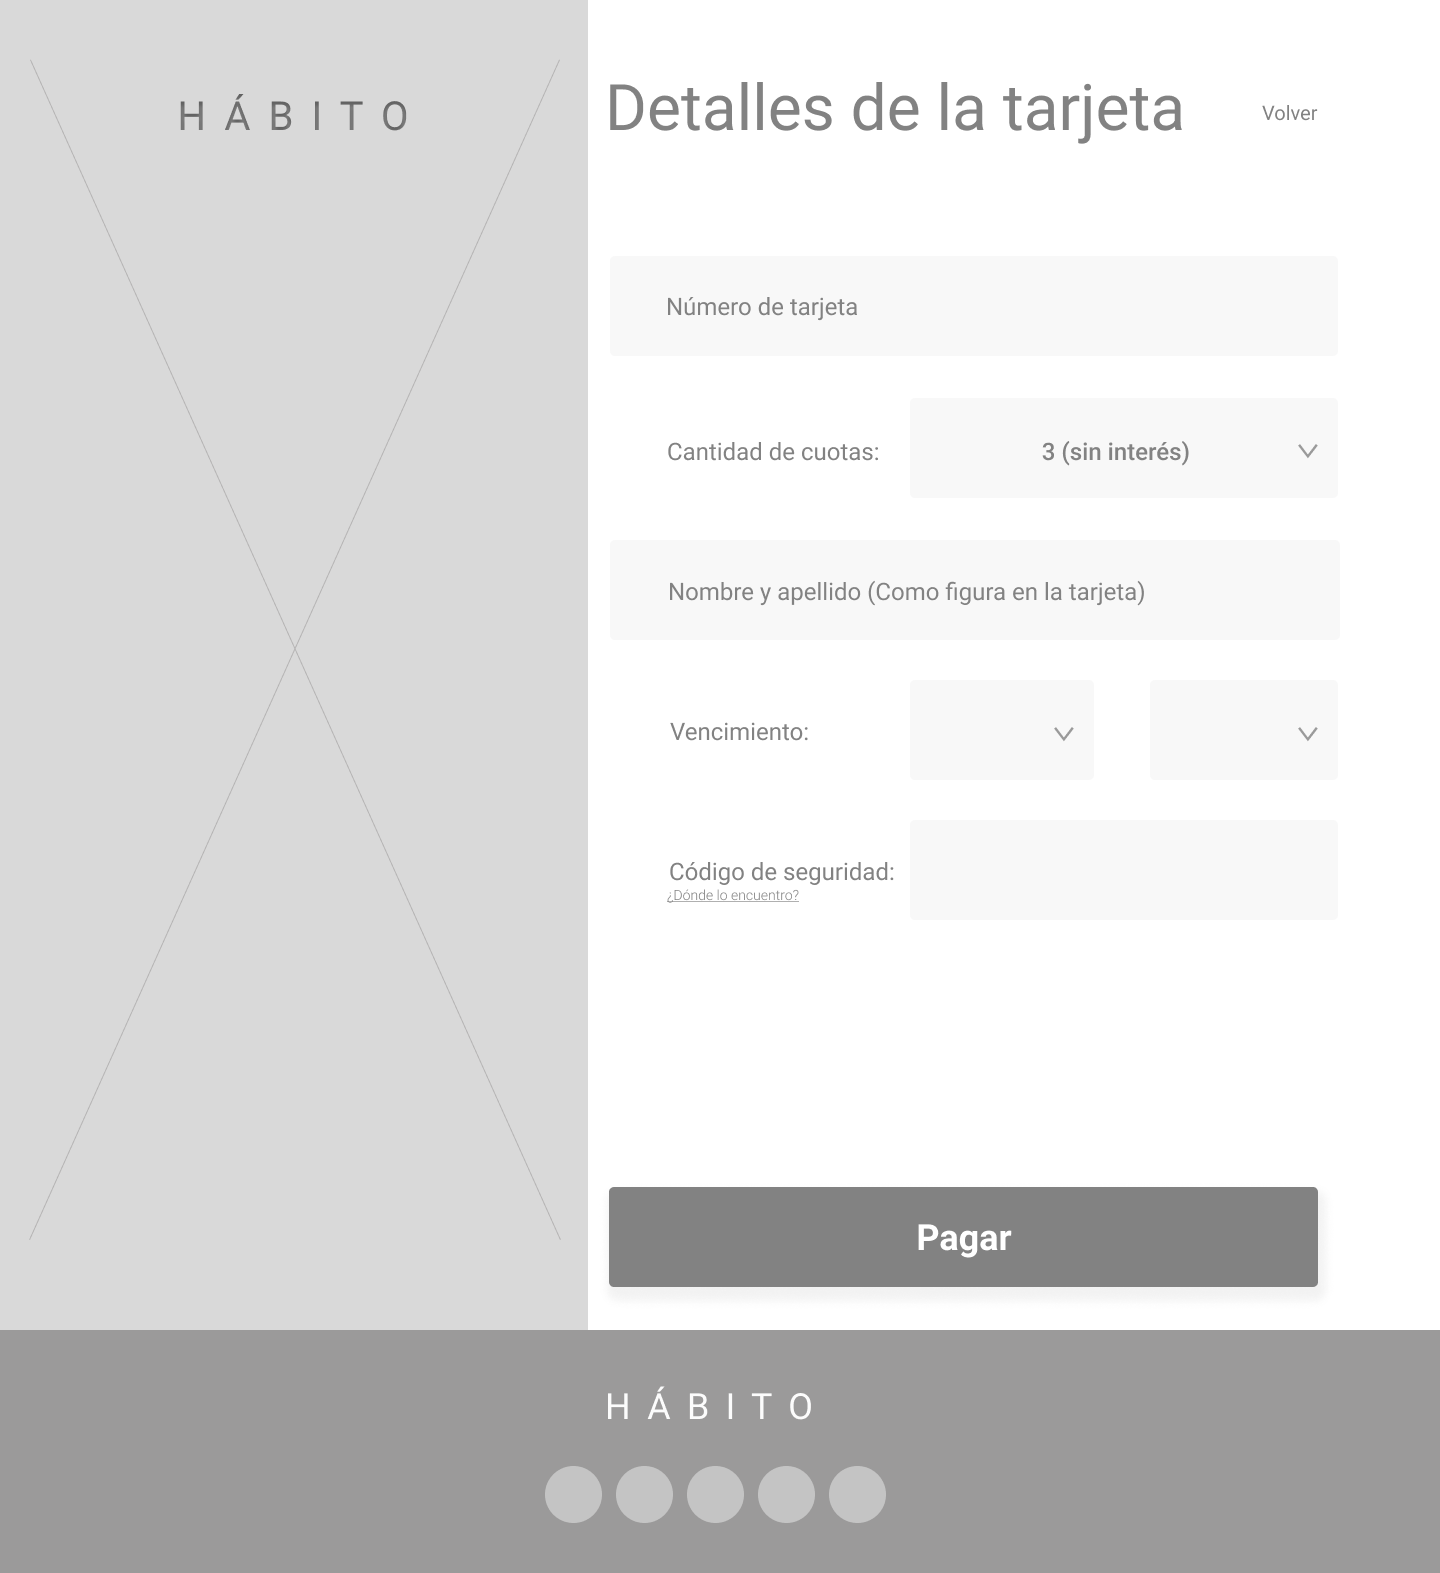 HÁBITO
Detalles de la tarjeta
Volver
Número de tarjeta
Cantidad de cuotas:
3 (sin interés)
Nombre y apellido (Como figura en la tarjeta)
Vencimiento:
Código de seguridad:
¿Dónde lo encuentro?
Pagar
HÁBITO